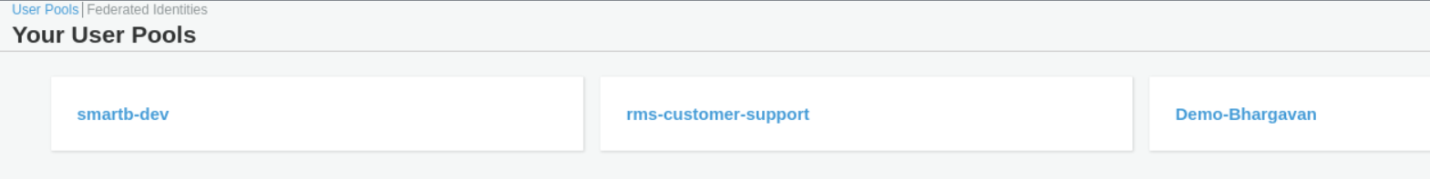 User Pools | Federated Identities
Your User Pools
smartb-dev
rms-customer-support
Demo-Bhargavan